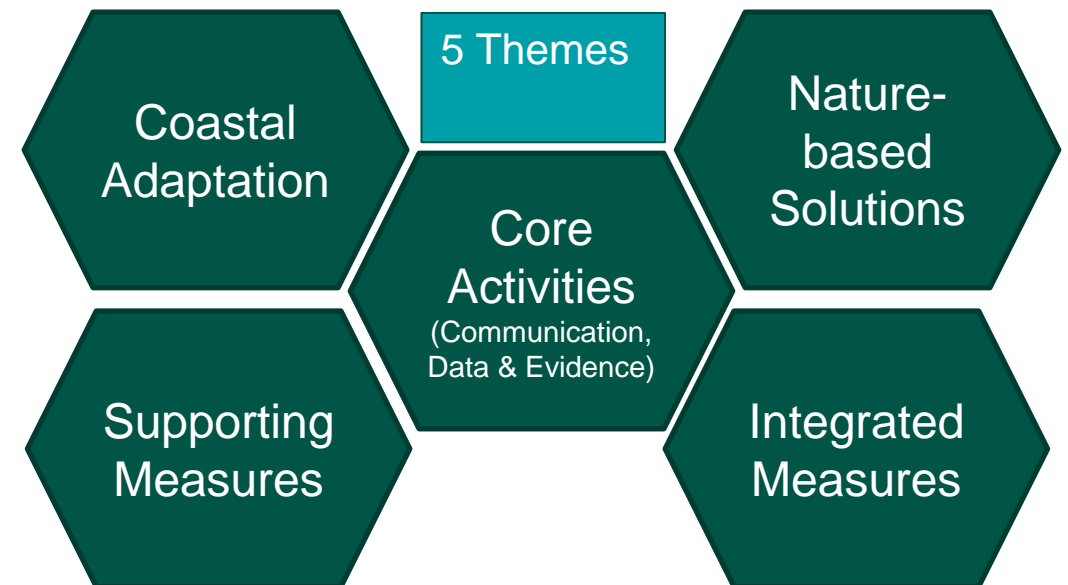 5 Themes
Coastal
Adaptation
Nature-
based
Solutions
Core
Activities
(Communication,
Data & Evidence)
Supporting
Measures
Integrated
Measures